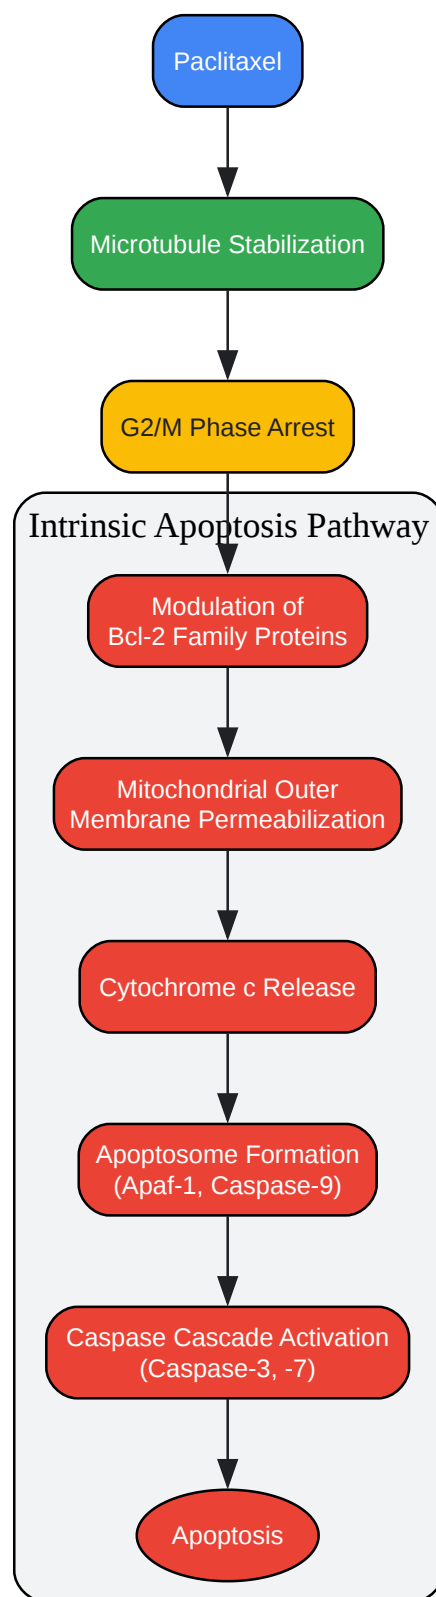 Paclitaxel
Microtubule Stabilization
G2/M Phase Arrest
Intrinsic Apoptosis Pathway
Modulation of
Bcl-2 Family Proteins
Mitochondrial Outer
Membrane Permeabilization
Cytochrome c Release
Apoptosome Formation
(Apaf-1, Caspase-9)
Caspase Cascade Activation
(Caspase-3, -7)
Apoptosis